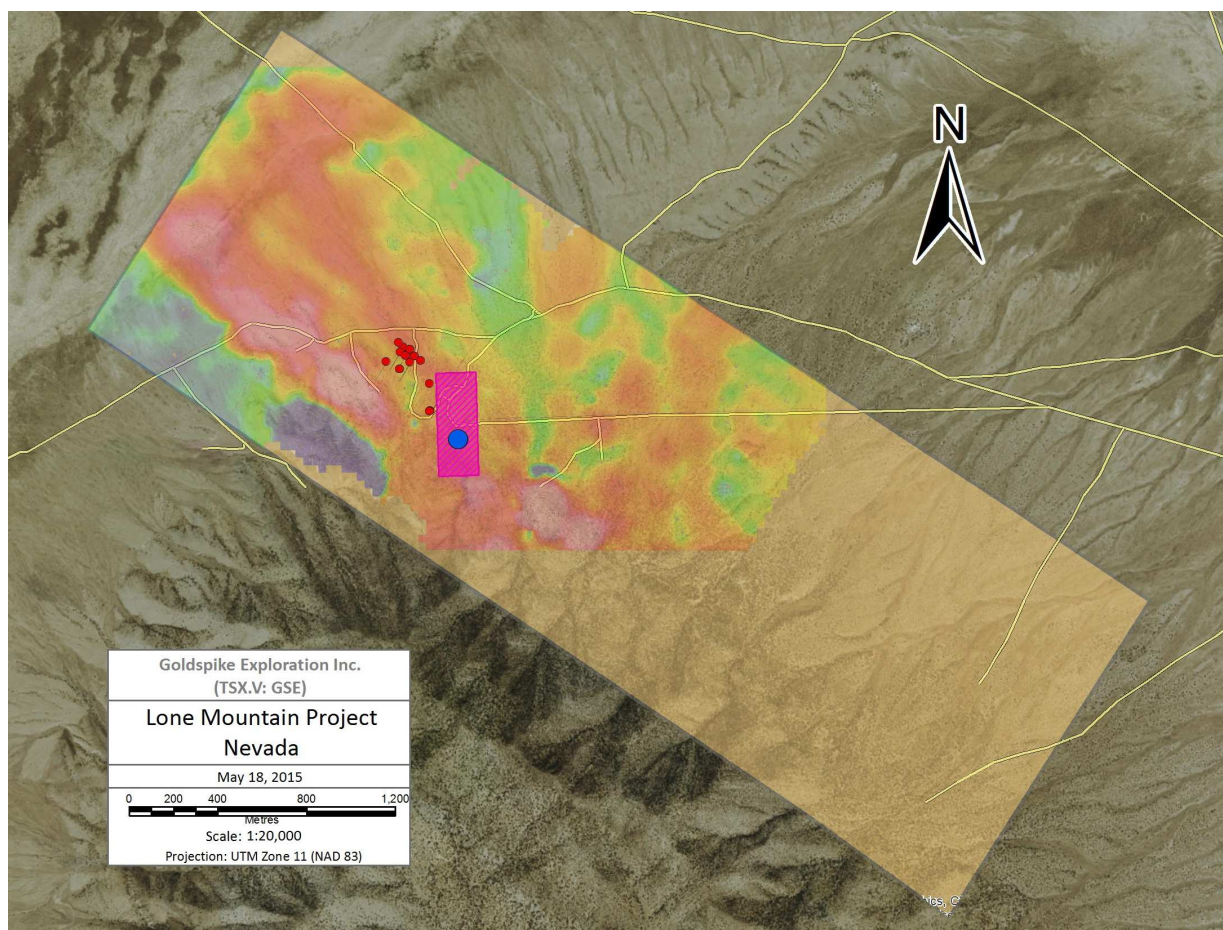 N
Goldspike Exploration Inc.
(TSX.V: GSE)
Lone Mountain Project
Nevada
May 18, 2015
0 200 400 800 1,200
Metres
Scale: 1:20,000
Projection: UTM Zone 11 (NAD 83)